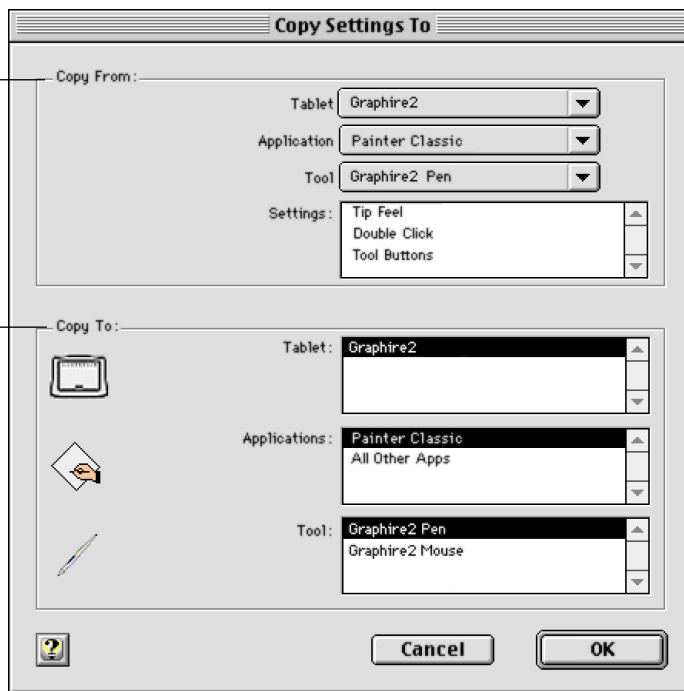 Copy Settings To
Copy From:
Tablet Graphire2
Application Painter Classic
Tool Graphire2 Pen
Settings: Tip Feel
Double Click
Tool Buttons
Copy To:
Tablet: Graphire2
Applications: Painter Classic
All Other Apps
Tool: Graphire2 Pen
Graphire2 Mouse
? Cancel OK